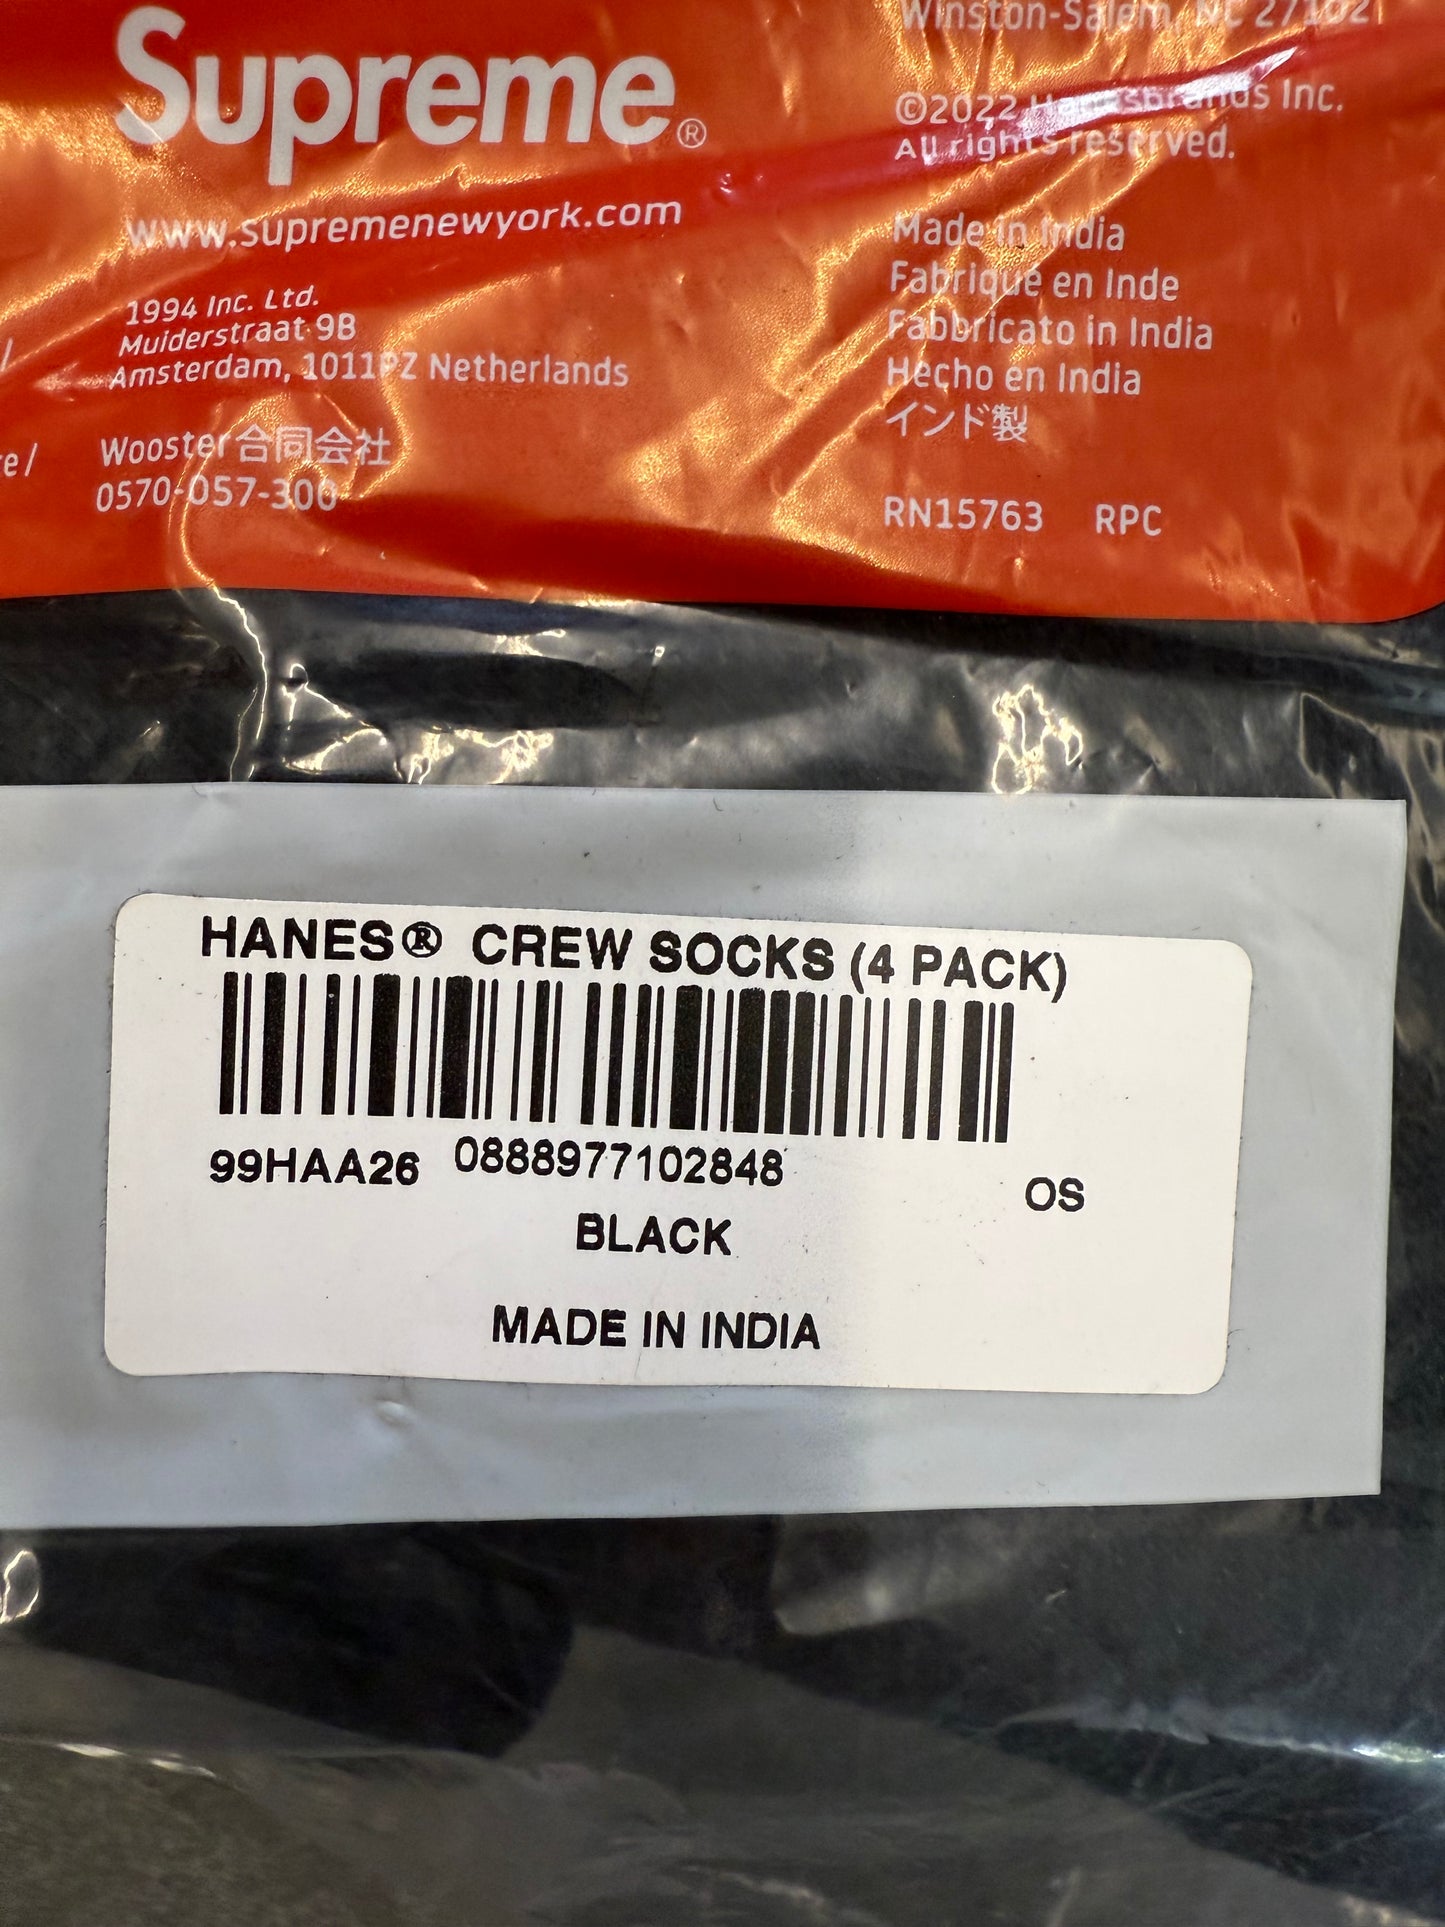 Supreme®
www.supremenewyork.com
1994 Inc. Ltd.
Muiderstraat 9B
Amsterdam, 1011PZ Netherlands
Wooster合同会社
0570-057-300
Winston-Salem, NC 27102
©2022 Hanesbrands Inc.
All rights reserved.
Made in India
Fabriqué en Inde
Fabbricato in India
Hecho en India
インド製
RN15763 RPC
HANES® CREW SOCKS (4 PACK)
99HAA26 0888977102848 OS
BLACK
MADE IN INDIA